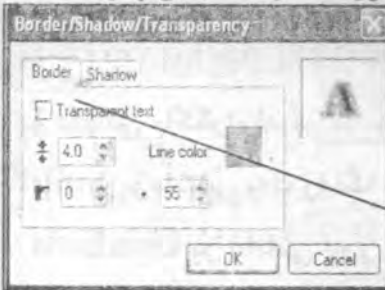 Border/Shadow/Transparency
Border Shadow
Transparent text
4.0 Line color
0 55
OK Cancel
A